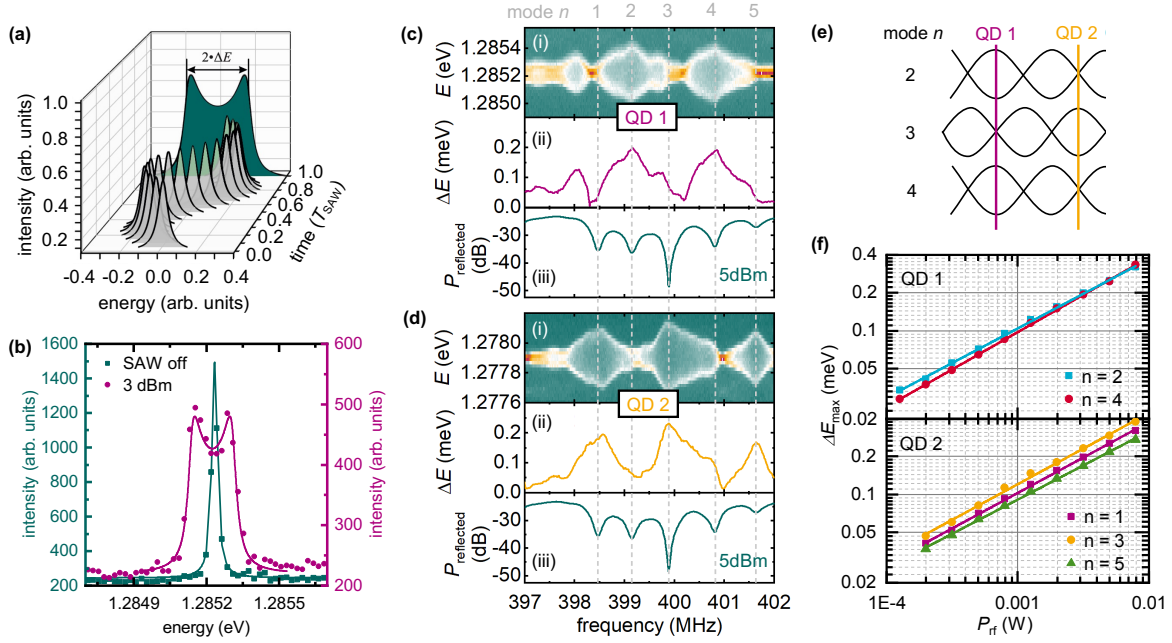 (a)
2•ΔE
intensity (arb. units)
1.0
0.8
0.6
0.4
0.2
-0.4
-0.2
0.0
0.2
0.4
energy (arb. units)
0.0
0.2
0.4
0.6
0.8
1.0
time (T_SAW)
(b)
SAW off
3 dBm
intensity (arb. units)
1600
1400
1200
1000
800
600
400
200
600
500
400
300
200
intensity (arb. units)
1.2849
1.2852
1.2855
energy (eV)
mode n 1 2 3 4 5
(c)
(i)
E (eV)
1.2854
1.2852
1.2850
QD 1
(ii)
ΔE (meV)
0.2
0.1
0.0
(iii)
P_reflected
(dB)
-30
-40
-50
5dBm
(d)
(i)
E (eV)
1.2780
1.2778
1.2776
QD 2
(ii)
ΔE (meV)
0.2
0.1
0.0
(iii)
P_reflected
(dB)
-30
-40
-50
5dBm
397 398 399 400 401 402
frequency (MHz)
(e)
mode n
QD 1
QD 2
2
3
4
(f)
QD 1
0.4
0.2
0.1
0.02
n = 2
n = 4
ΔE_max (meV)
QD 2
0.1
0.05
0.02
n = 1
n = 3
n = 5
1E-4 0.001 0.01
P_rf (W)